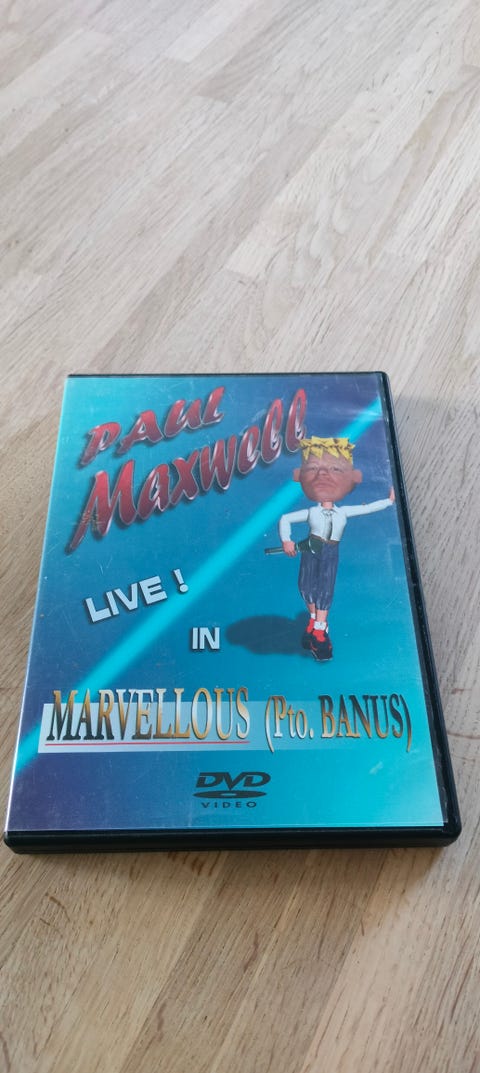 PAUL
Maxwell
LIVE !
IN
MARVELLOUS (Pto. BANUS)
DVD
VIDEO